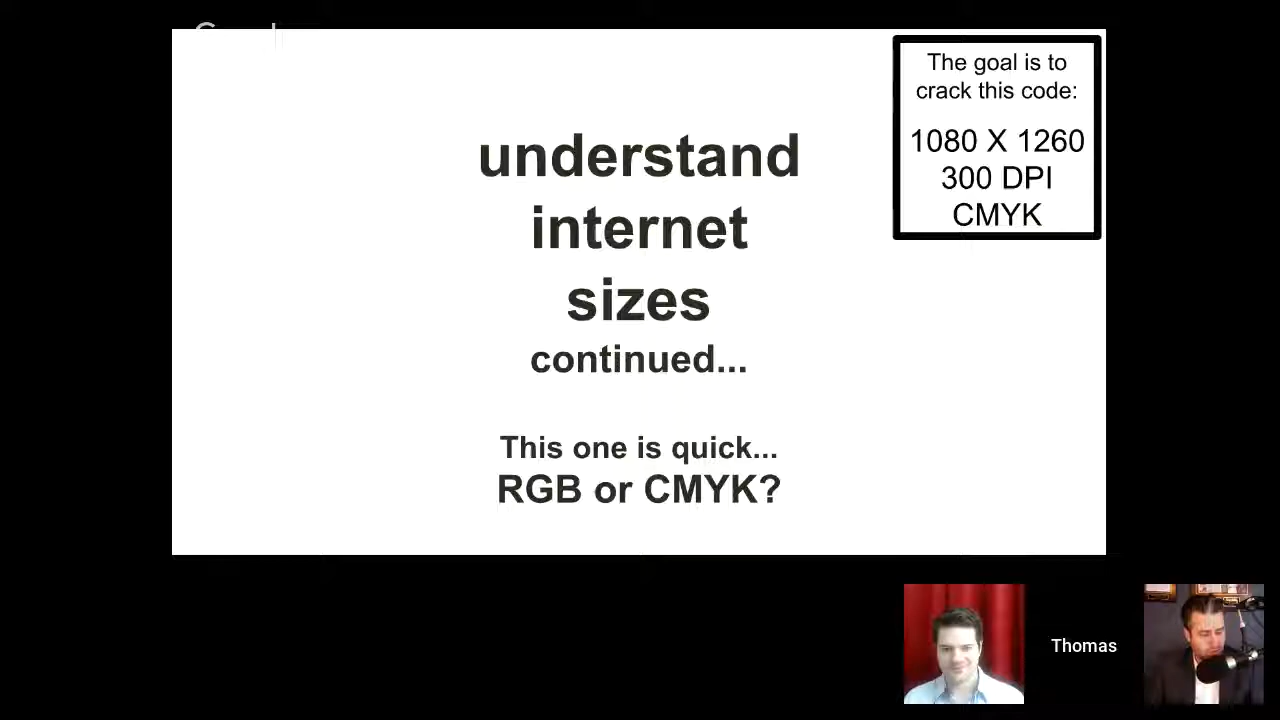 The goal is to
crack this code:
1080 X 1260
300 DPI
CMYK
understand
internet
sizes
continued...
This one is quick...
RGB or CMYK?
Thomas